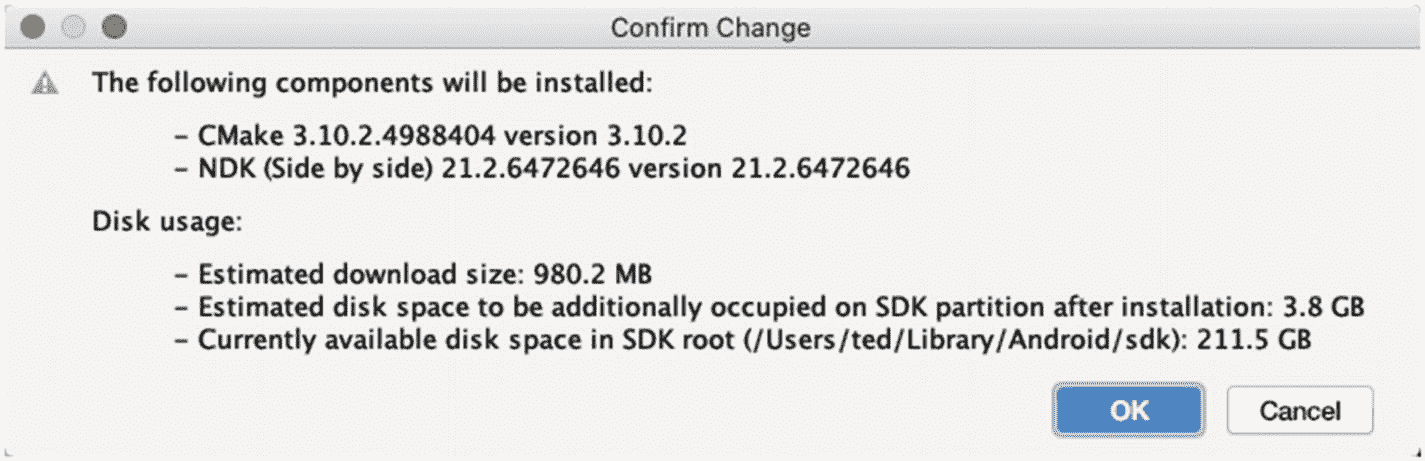 Confirm Change
The following components will be installed:
– CMake 3.10.2.4988404 version 3.10.2
– NDK (Side by side) 21.2.6472646 version 21.2.6472646
Disk usage:
– Estimated download size: 980.2 MB
– Estimated disk space to be additionally occupied on SDK partition after installation: 3.8 GB
– Currently available disk space in SDK root (/Users/ted/Library/Android/sdk): 211.5 GB
OK
Cancel